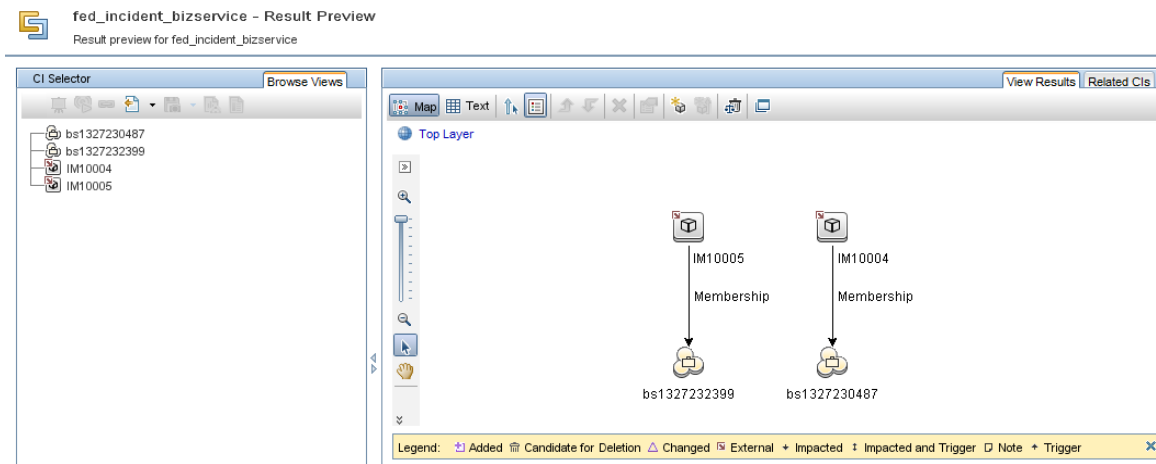 fed_incident_bizservice - Result Preview
Result preview for fed_incident_bizservice
CI Selector
Browse Views
bs1327230487
bs1327232399
IM10004
IM10005
View Results Related CIs
Map Text
Top Layer
IM10005 IM10004
Membership Membership
bs1327232399 bs1327230487
Legend: Added Candidate for Deletion Changed External Impacted Impacted and Trigger Note Trigger